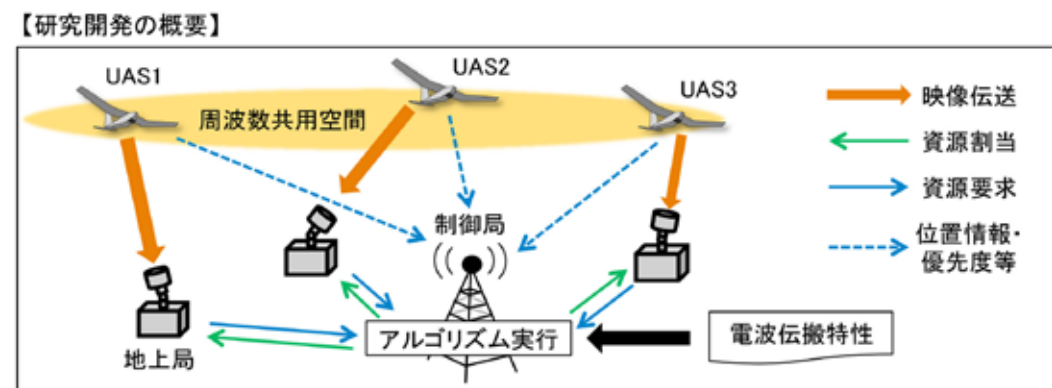 【研究開発の概要】
UAS1
UAS2
UAS3
周波数共用空間
映像伝送
資源割当
資源要求
位置情報・
優先度等
制御局
地上局
アルゴリズム実行
電波伝搬特性